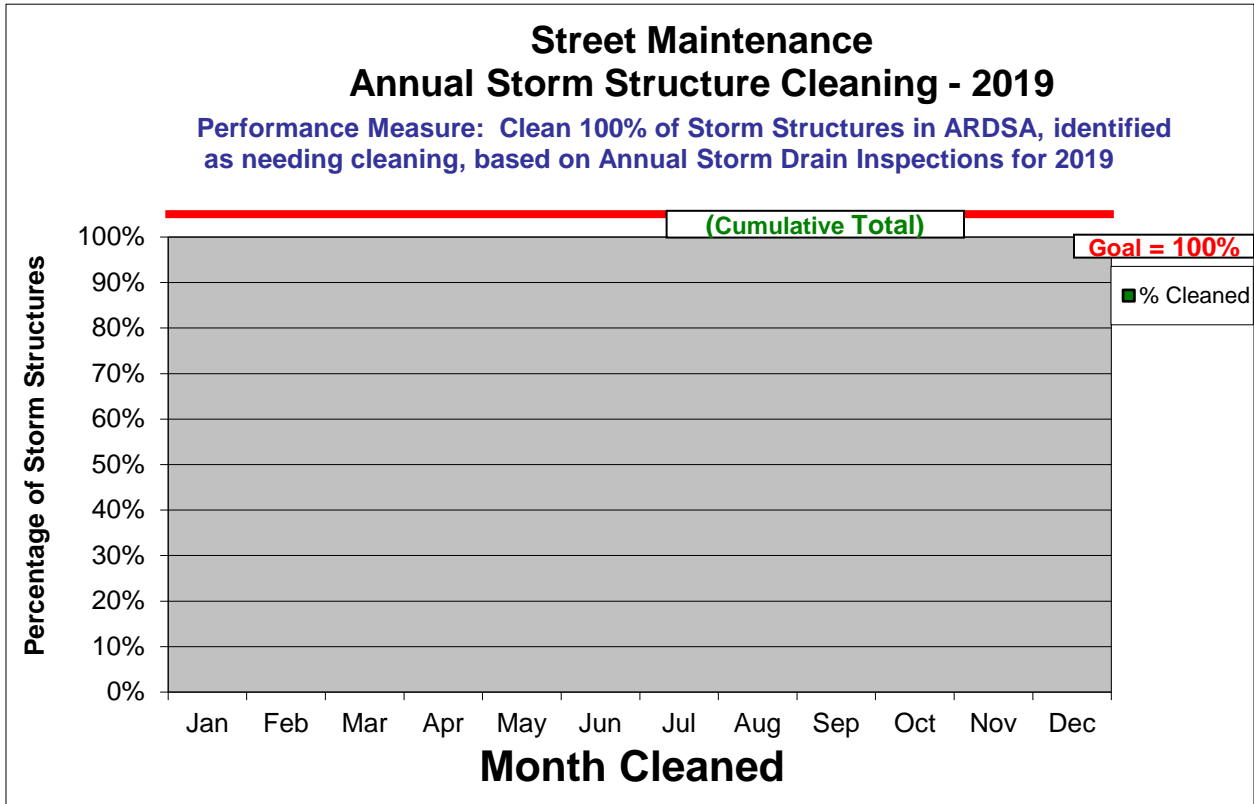 Street Maintenance
Annual Storm Structure Cleaning - 2019
Performance Measure:  Clean 100% of Storm Structures in ARDSA, identified
as needing cleaning, based on Annual Storm Drain Inspections for 2019
(Cumulative Total)
Goal = 100%
% Cleaned
Percentage of Storm Structures
100%
90%
80%
70%
60%
50%
40%
30%
20%
10%
0%
Jan Feb Mar Apr May Jun Jul Aug Sep Oct Nov Dec
Month Cleaned